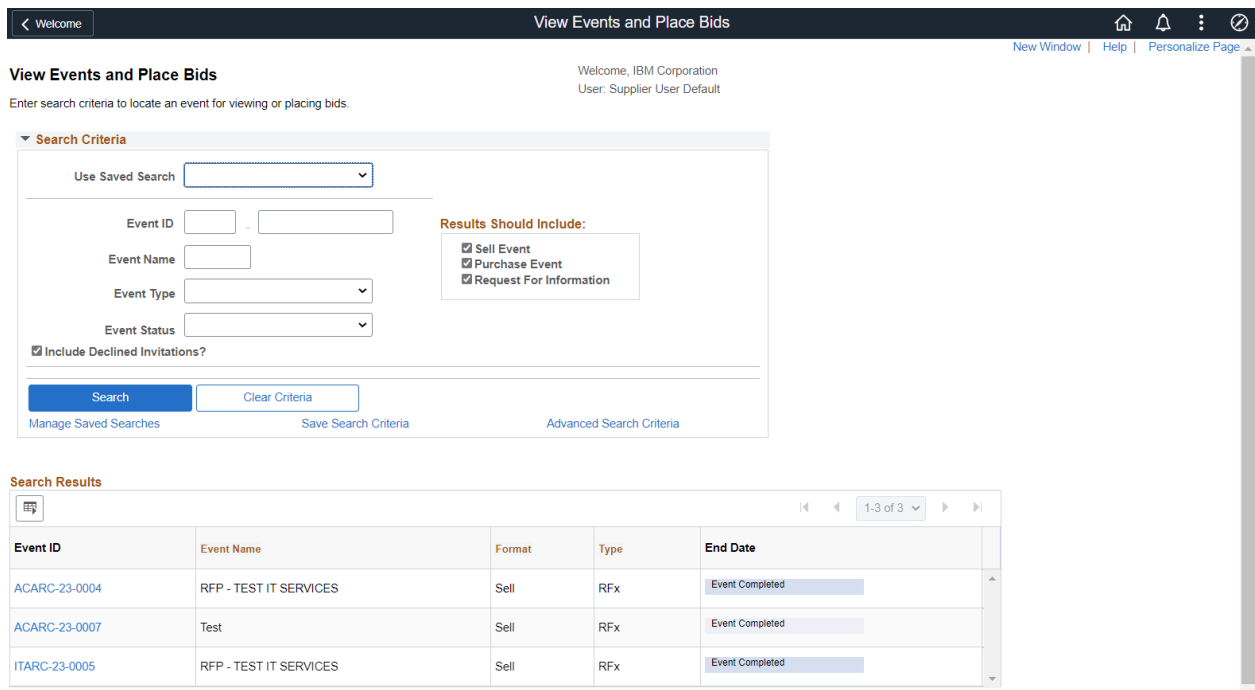 Welcome
View Events and Place Bids
New Window | Help | Personalize Page
View Events and Place Bids
Welcome, IBM Corporation
User: Supplier User Default
Enter search criteria to locate an event for viewing or placing bids.
Search Criteria
Use Saved Search
Event ID -
Event Name
Event Type
Event Status
Results Should Include:
Sell Event
Purchase Event
Request For Information
Include Declined Invitations?
Search Clear Criteria
Manage Saved Searches Save Search Criteria Advanced Search Criteria
Search Results
1-3 of 3
Event ID Event Name Format Type End Date
ACARC-23-0004 RFP - TEST IT SERVICES Sell RFx Event Completed
ACARC-23-0007 Test Sell RFx Event Completed
ITARC-23-0005 RFP - TEST IT SERVICES Sell RFx Event Completed